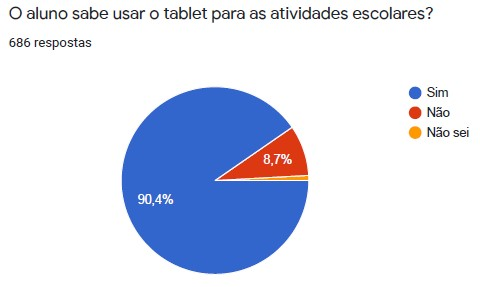 O aluno sabe usar o tablet para as atividades escolares?
686 respostas
Sim
Não
Não sei
8,7%
90,4%